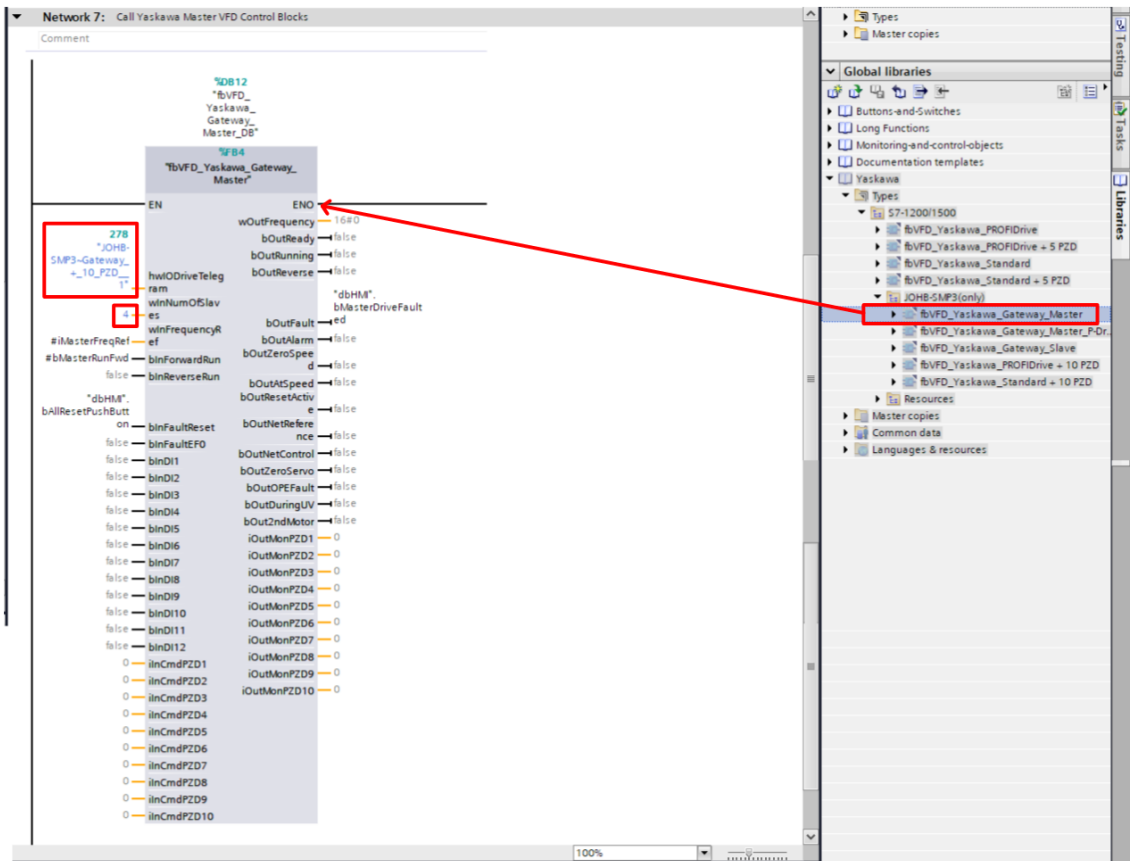 Network 7: Call Yaskawa Master VFD Control Blocks
Comment
%DB12
"fbVFD_
Yaskawa_
Gateway_
Master_DB"
%FB4
"fbVFD_Yaskawa_Gateway_
Master"
EN
ENO
278
"JOHB-
SMP3~Gateway_
+_10_PZD__
1"
hwIODriveTeleg
ram
4
wInNumOfSlav
es
#iMasterFreqRef
wInFrequencyR
ef
#bMasterRunFwd
bInForwardRun
false
bInReverseRun
"dbHMI".
bAllResetPushButt
on
bInFaultReset
false
bInFaultEF0
false
bInDI1
false
bInDI2
false
bInDI3
false
bInDI4
false
bInDI5
false
bInDI6
false
bInDI7
false
bInDI8
false
bInDI9
false
bInDI10
false
bInDI11
false
bInDI12
0
iInCmdPZD1
0
iInCmdPZD2
0
iInCmdPZD3
0
iInCmdPZD4
0
iInCmdPZD5
0
iInCmdPZD6
0
iInCmdPZD7
0
iInCmdPZD8
0
iInCmdPZD9
0
iInCmdPZD10
wOutFrequency
16#0
bOutReady
false
bOutRunning
false
bOutReverse
false
"dbHMI".
bMasterDriveFault
ed
bOutFault
bOutAlarm
false
bOutZeroSpee
d
false
bOutAtSpeed
false
bOutResetActiv
e
false
bOutNetRefere
nce
false
bOutNetControl
false
bOutZeroServo
false
bOutOPEFault
false
bOutDuringUV
false
bOut2ndMotor
false
iOutMonPZD1
0
iOutMonPZD2
0
iOutMonPZD3
0
iOutMonPZD4
0
iOutMonPZD5
0
iOutMonPZD6
0
iOutMonPZD7
0
iOutMonPZD8
0
iOutMonPZD9
0
iOutMonPZD10
0
100%
Types
Master copies
Global libraries
Buttons-and-Switches
Long Functions
Monitoring-and-control-objects
Documentation templates
Yaskawa
Types
S7-1200/1500
fbVFD_Yaskawa_PROFIDrive
fbVFD_Yaskawa_PROFIDrive + 5 PZD
fbVFD_Yaskawa_Standard
fbVFD_Yaskawa_Standard + 5 PZD
JOHB-SMP3(only)
fbVFD_Yaskawa_Gateway_Master
fbVFD_Yaskawa_Gateway_Master_P-Dr...
fbVFD_Yaskawa_Gateway_Slave
fbVFD_Yaskawa_PROFIDrive + 10 PZD
fbVFD_Yaskawa_Standard + 10 PZD
Resources
Master copies
Common data
Languages & resources
Testing
Tasks
Libraries